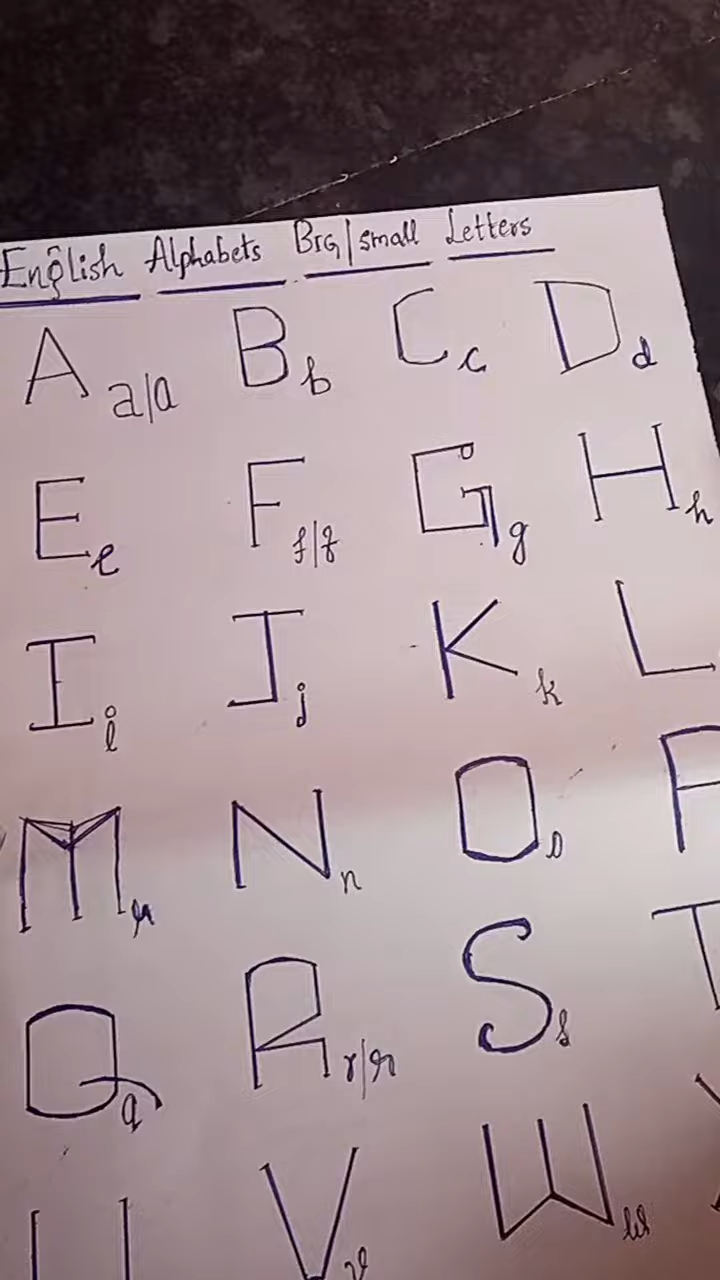 English Alphabets BIG/small Letters
A a/a B b C c D d
E e F f/f G g H h
I i J j K k L
M m N n O o P
Q q R r/r S s T
U V v W w